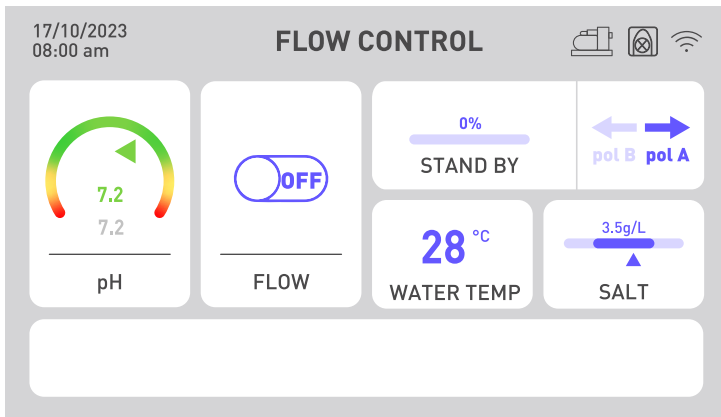 17/10/2023
08:00 am
FLOW CONTROL
7.2
7.2
pH
OFF
FLOW
0%
STAND BY
pol B pol A
28 °C
WATER TEMP
3.5g/L
SALT